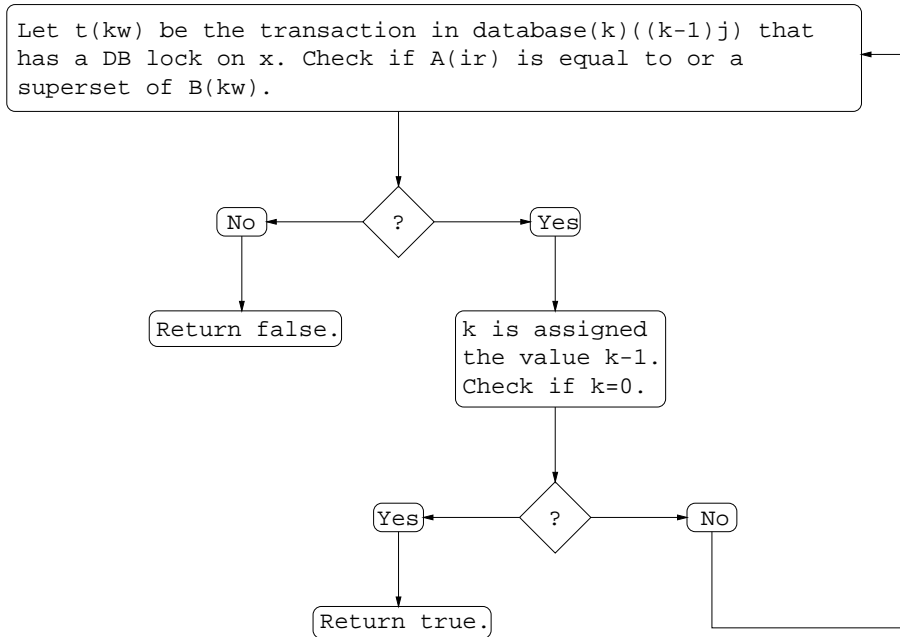 Let t(kw) be the transaction in database(k)((k-1)j) that
has a DB lock on x. Check if A(ir) is equal to or a
superset of B(kw).
No
?
Yes
Return false.
k is assigned
the value k-1.
Check if k=0.
Yes
?
No
Return true.